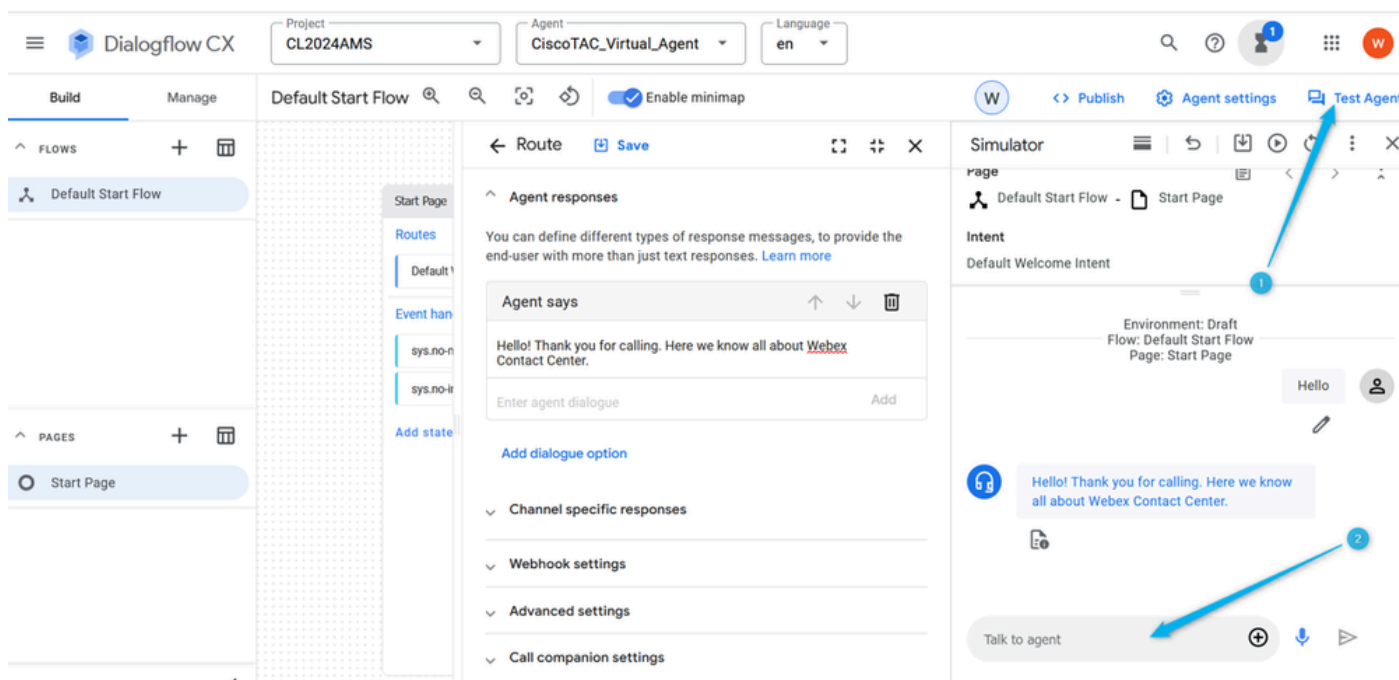 Project
Agent
Language
Dialogflow CX
CL2024AMS
CiscoTAC_Virtual_Agent
en
1
W
Build
Manage
Default Start Flow
Enable minimap
W
Publish
Agent settings
Test Agent
FLOWS
Default Start Flow
PAGES
Start Page
Start Page
Routes
Default
Event han
sys.no-
sys.no-
Add state
Route
Save
Agent responses
You can define different types of response messages, to provide the
end-user with more than just text responses. Learn more
Agent says
Hello! Thank you for calling. Here we know all about Webex
Contact Center.
Enter agent dialogue
Add
Add dialogue option
Channel specific responses
Webhook settings
Advanced settings
Call companion settings
Simulator
Page
Default Start Flow - Start Page
Intent
Default Welcome Intent
1
Environment: Draft
Flow: Default Start Flow
Page: Start Page
Hello
Hello! Thank you for calling. Here we know
all about Webex Contact Center.
2
Talk to agent